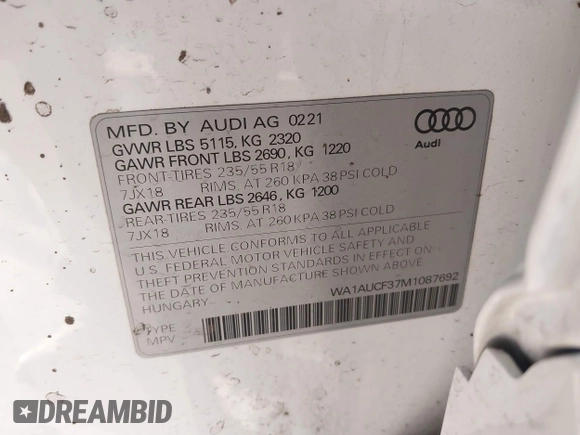 MFD. BY AUDI AG 0221
GVWR LBS 5115, KG 2320
GAWR FRONT LBS 2690, KG 1220
FRONT-TIRES 235/55 R18
7JX18 RIMS, AT 260 KPA 38 PSI COLD
GAWR REAR LBS 2646, KG 1200
REAR-TIRES 235/55 R18
7JX18 RIMS, AT 260 KPA 38 PSI COLD
THIS VEHICLE CONFORMS TO ALL APPLICABLE
U.S. FEDERAL MOTOR VEHICLE SAFETY AND
THEFT PREVENTION STANDARDS IN EFFECT ON
THE DATE OF MANUFACTURE
HUNGARY
WA1AUCF37M1087692
TYPE
MPV
Audi
DREAMBID